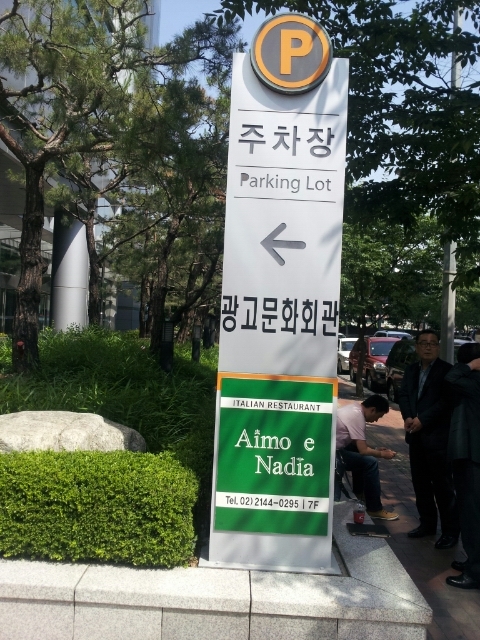 P
주차장
Parking Lot
광고문화회관
ITALIAN RESTAURANT
Aimo e
Nadia
Tel. 02) 2144-0295 | 7F